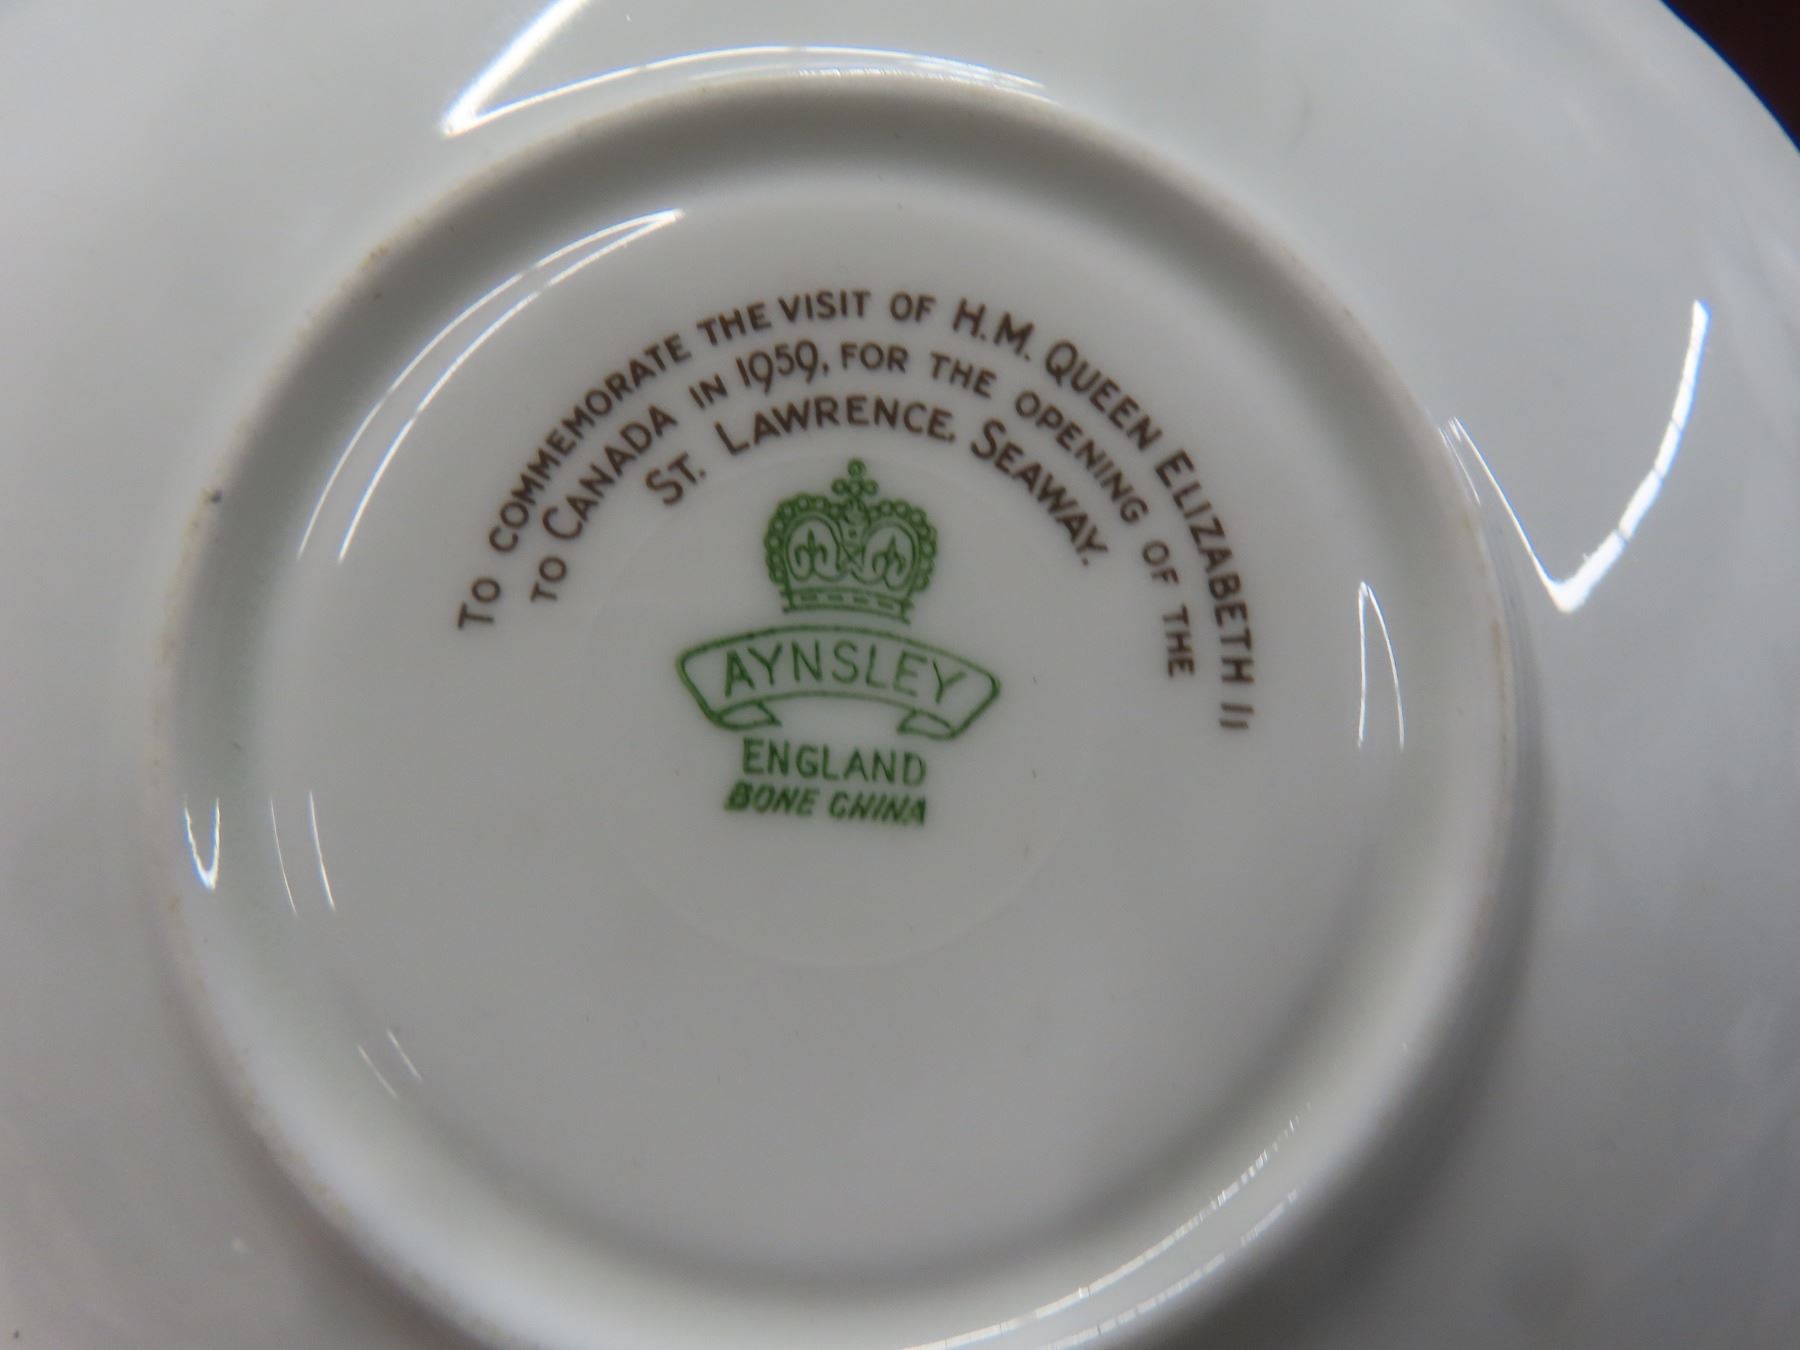 TO COMMEMORATE THE VISIT OF H.M. QUEEN ELIZABETH II
TO CANADA IN 1959, FOR THE OPENING OF THE
ST. LAWRENCE, SEAWAY.
AYNSLEY
ENGLAND
BONE CHINA